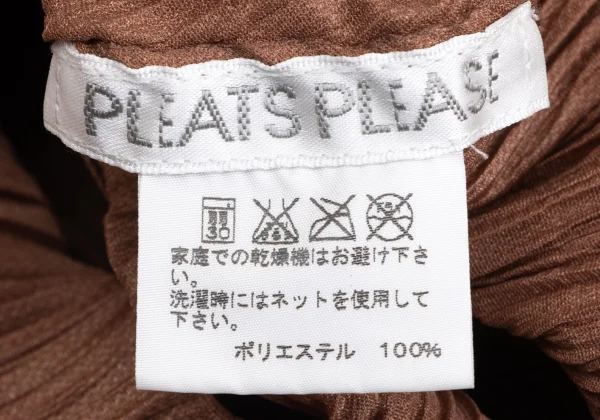 PLEATS PLEASE
家庭での乾燥機はお避け下さ
い。
洗濯時にはネットを使用して
下さい。
ポリエステル 100%